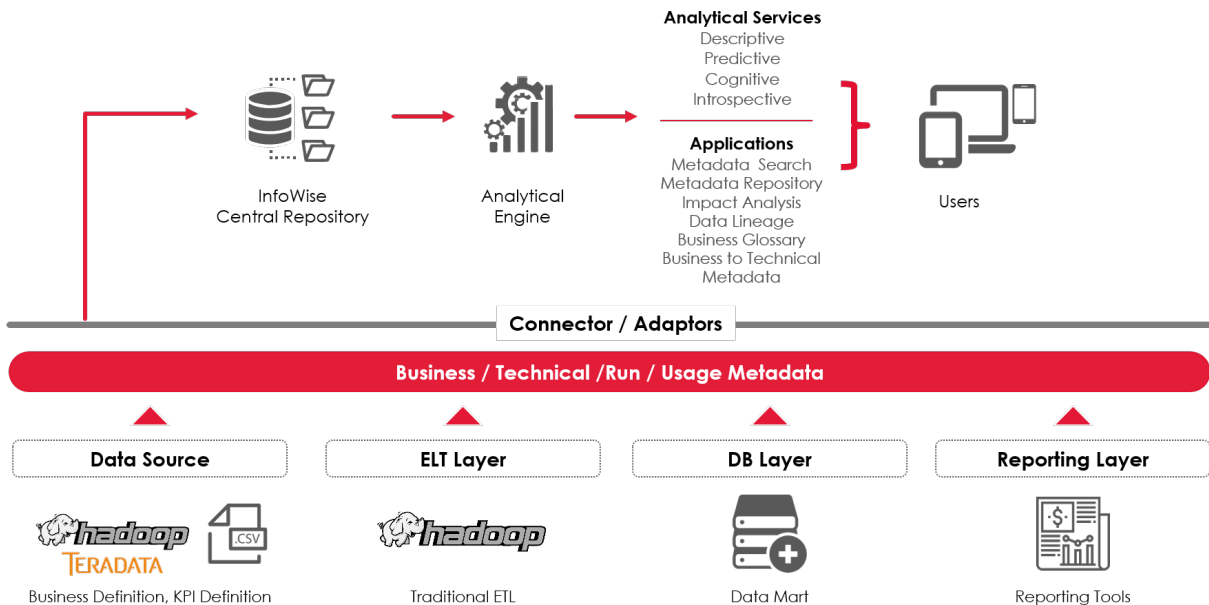 Analytical Services
Descriptive
Predictive
Cognitive
Introspective
Applications
Metadata Search
Metadata Repository
Impact Analysis
Data Lineage
Business Glossary
Business to Technical
Metadata
InfoWise
Central Repository
Analytical
Engine
Users
Connector / Adaptors
Business / Technical /Run / Usage Metadata
Data Source
ELT Layer
DB Layer
Reporting Layer
hadoop
TERADATA
.CSV
hadoop
$
Business Definition, KPI Definition
Traditional ETL
Data Mart
Reporting Tools